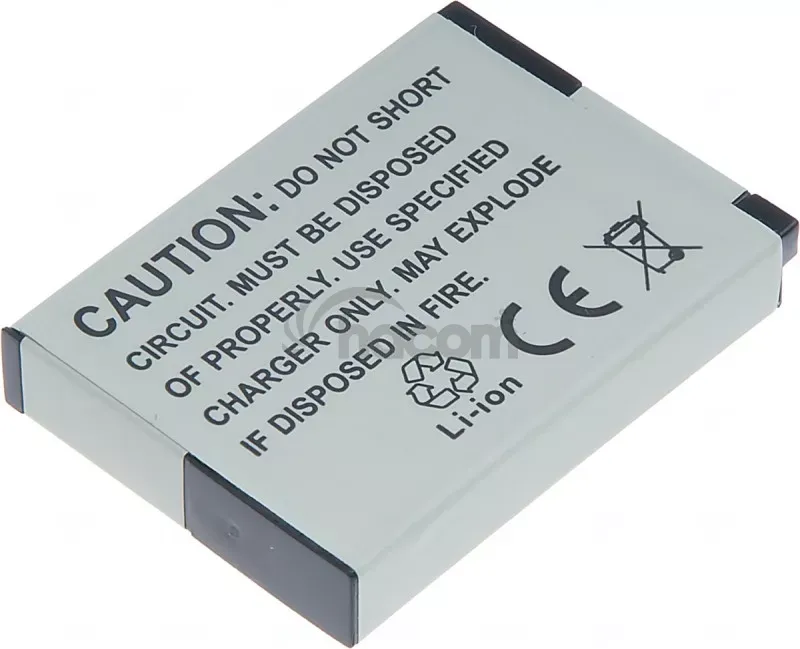 CAUTION: DO NOT SHORT
CIRCUIT. MUST BE DISPOSED
OF PROPERLY. USE SPECIFIED
CHARGER ONLY. MAY EXPLODE
IF DISPOSED IN FIRE.
CE
Li-ion
nacom